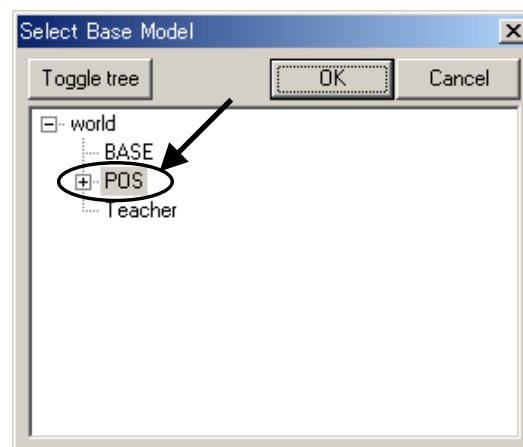 Select Base Model
Toggle tree OK Cancel
world
BASE
POS
Teacher